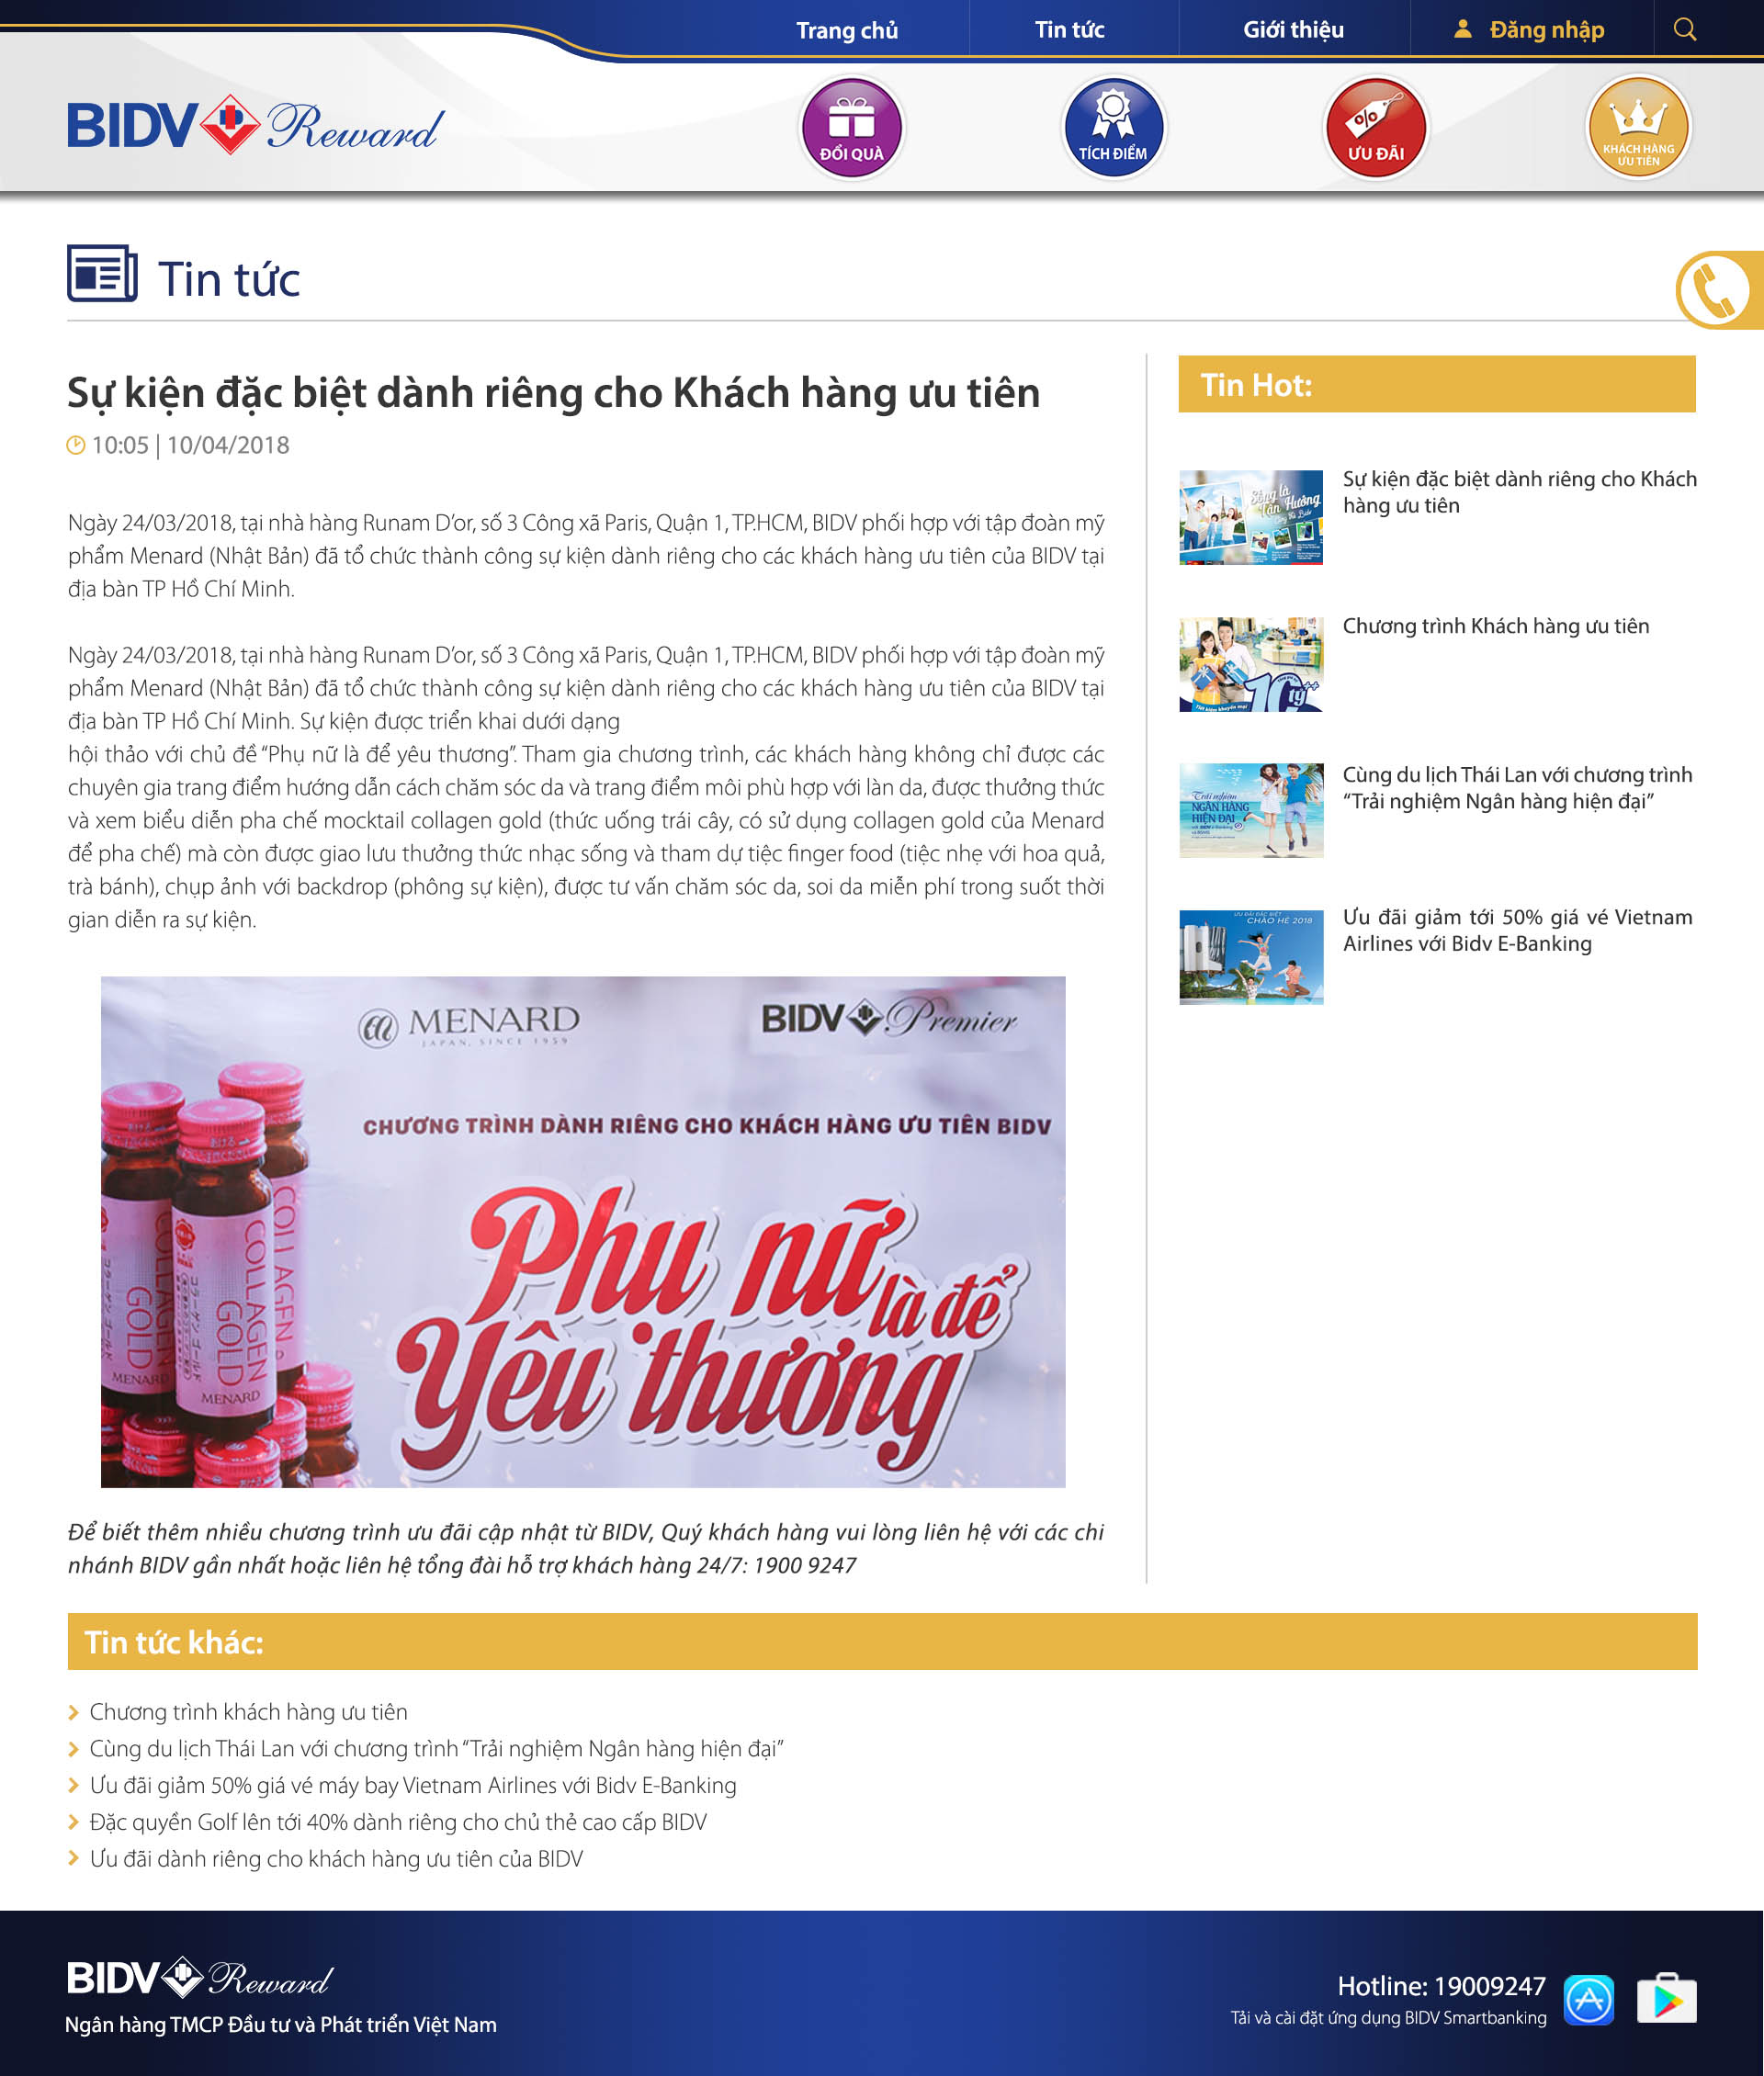 Trang chủ
Tin tức
Giới thiệu
Đăng nhập
BIDV Reward
ĐỔI QUÀ
TÍCH ĐIỂM
ƯU ĐÃI
KHÁCH HÀNG
ƯU TIÊN
Tin tức
Sự kiện đặc biệt dành riêng cho Khách hàng ưu tiên
10:05 | 10/04/2018
Ngày 24/03/2018, tại nhà hàng Runam D’or, số 3 Công xã Paris, Quận 1, TP.HCM, BIDV phối hợp với tập đoàn mỹ
phẩm Menard (Nhật Bản) đã tổ chức thành công sự kiện dành riêng cho các khách hàng ưu tiên của BIDV tại
địa bàn TP Hồ Chí Minh.
Ngày 24/03/2018, tại nhà hàng Runam D’or, số 3 Công xã Paris, Quận 1, TP.HCM, BIDV phối hợp với tập đoàn mỹ
phẩm Menard (Nhật Bản) đã tổ chức thành công sự kiện dành riêng cho các khách hàng ưu tiên của BIDV tại
địa bàn TP Hồ Chí Minh. Sự kiện được triển khai dưới dạng
hội thảo với chủ đề “Phụ nữ là để yêu thương”. Tham gia chương trình, các khách hàng không chỉ được các
chuyên gia trang điểm hướng dẫn cách chăm sóc da và trang điểm môi phù hợp với làn da, được thưởng thức
và xem biểu diễn pha chế mocktail collagen gold (thức uống trái cây, có sử dụng collagen gold của Menard
để pha chế) mà còn được giao lưu thưởng thức nhạc sống và tham dự tiệc finger food (tiệc nhẹ với hoa quả,
trà bánh), chụp ảnh với backdrop (phông sự kiện), được tư vấn chăm sóc da, soi da miễn phí trong suốt thời
gian diễn ra sự kiện.
MENARD
JAPAN, SINCE 1959
BIDV Premier
CHƯƠNG TRÌNH DÀNH RIÊNG CHO KHÁCH HÀNG ƯU TIÊN BIDV
Phụ nữ
là để
Yêu thương
COLLAGEN
GOLD
MENARD
COLLAGEN
GOLD
MENARD
COLLAGEN
Để biết thêm nhiều chương trình ưu đãi cập nhật từ BIDV, Quý khách hàng vui lòng liên hệ với các chi
nhánh BIDV gần nhất hoặc liên hệ tổng đài hỗ trợ khách hàng 24/7: 1900 9247
Tin Hot:
Sống là
Tận Hưởng
Sự kiện đặc biệt dành riêng cho Khách
hàng ưu tiên
10 tỷ++
Chương trình Khách hàng ưu tiên
Trải nghiệm
NGÂN HÀNG
HIỆN ĐẠI
Cùng du lịch Thái Lan với chương trình
“Trải nghiệm Ngân hàng hiện đại”
ƯU ĐÃI ĐẶC BIỆT
CHÀO HÈ 2018
Ưu đãi giảm tới 50% giá vé Vietnam
Airlines với Bidv E-Banking
Tin tức khác:
Chương trình khách hàng ưu tiên
Cùng du lịch Thái Lan với chương trình “Trải nghiệm Ngân hàng hiện đại”
Ưu đãi giảm 50% giá vé máy bay Vietnam Airlines với Bidv E-Banking
Đặc quyền Golf lên tới 40% dành riêng cho chủ thẻ cao cấp BIDV
Ưu đãi dành riêng cho khách hàng ưu tiên của BIDV
BIDV Reward
Ngân hàng TMCP Đầu tư và Phát triển Việt Nam
Hotline: 19009247
Tải và cài đặt ứng dụng BIDV Smartbanking